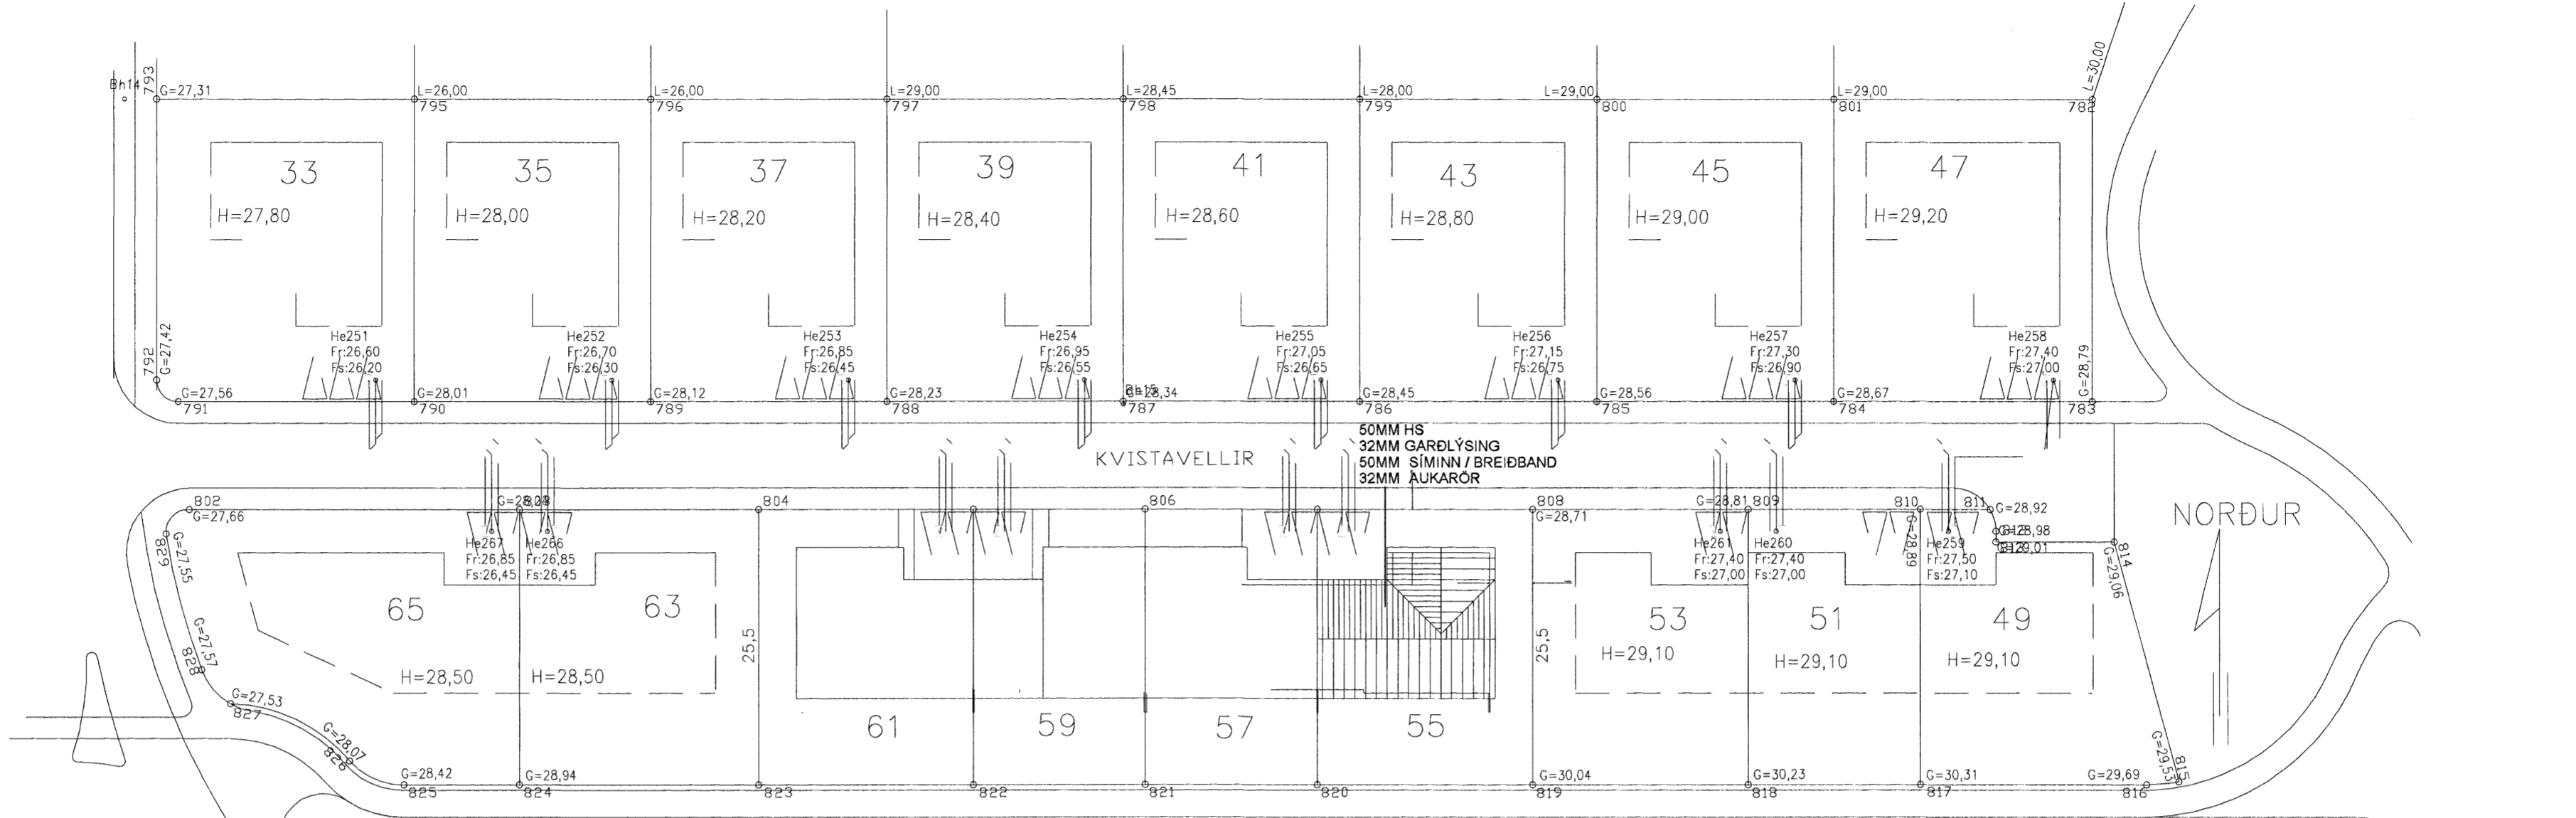 Bh14
793
G=27,31
L=26,00
795
L=26,00
796
L=29,00
797
L=28,45
798
L=28,00
799
L=29,00
800
L=29,00
801
L=30,00
782
33
H=27,80
35
H=28,00
37
H=28,20
39
H=28,40
41
H=28,60
43
H=28,80
45
H=29,00
47
H=29,20
He251
Fr:26,60
Fs:26,20
He252
Fr:26,70
Fs:26,30
He253
Fr:26,85
Fs:26,45
He254
Fr:26,95
Fs:26,55
He255
Fr:27,05
Fs:26,65
He256
Fr:27,15
Fs:26,75
He257
Fr:27,30
Fs:26,90
He258
Fr:27,40
Fs:27,00
792
G=27,42
G=27,56
791
G=28,01
790
G=28,12
789
G=28,23
788
787
G=28,45
786
G=28,56
785
G=28,67
784
G=28,79
783
KVISTAVELLIR
50MM HS
32MM GARÐLÝSING
50MM SÍMINN / BREIÐBAND
32MM AUKARÖR
NORÐUR
802
G=27,66
804
806
808
G=28,71
G=28,81
809
810
811
G=28,92
G=28,89
829
G=27,55
He267
Fr:26,85
Fs:26,45
He266
Fr:26,85
Fs:26,45
He261
Fr:27,40
Fs:27,00
He260
Fr:27,40
Fs:27,00
He259
Fr:27,50
Fs:27,10
814
G=29,06
65
H=28,50
63
H=28,50
25,5
61
59
57
55
25,5
53
H=29,10
51
H=29,10
49
H=29,10
G=27,57
828
G=27,53
827
G=28,07
826
G=28,42
825
G=28,94
824
823
822
821
820
G=30,04
819
G=30,23
818
G=30,31
817
G=29,69
816
G=29,53
815